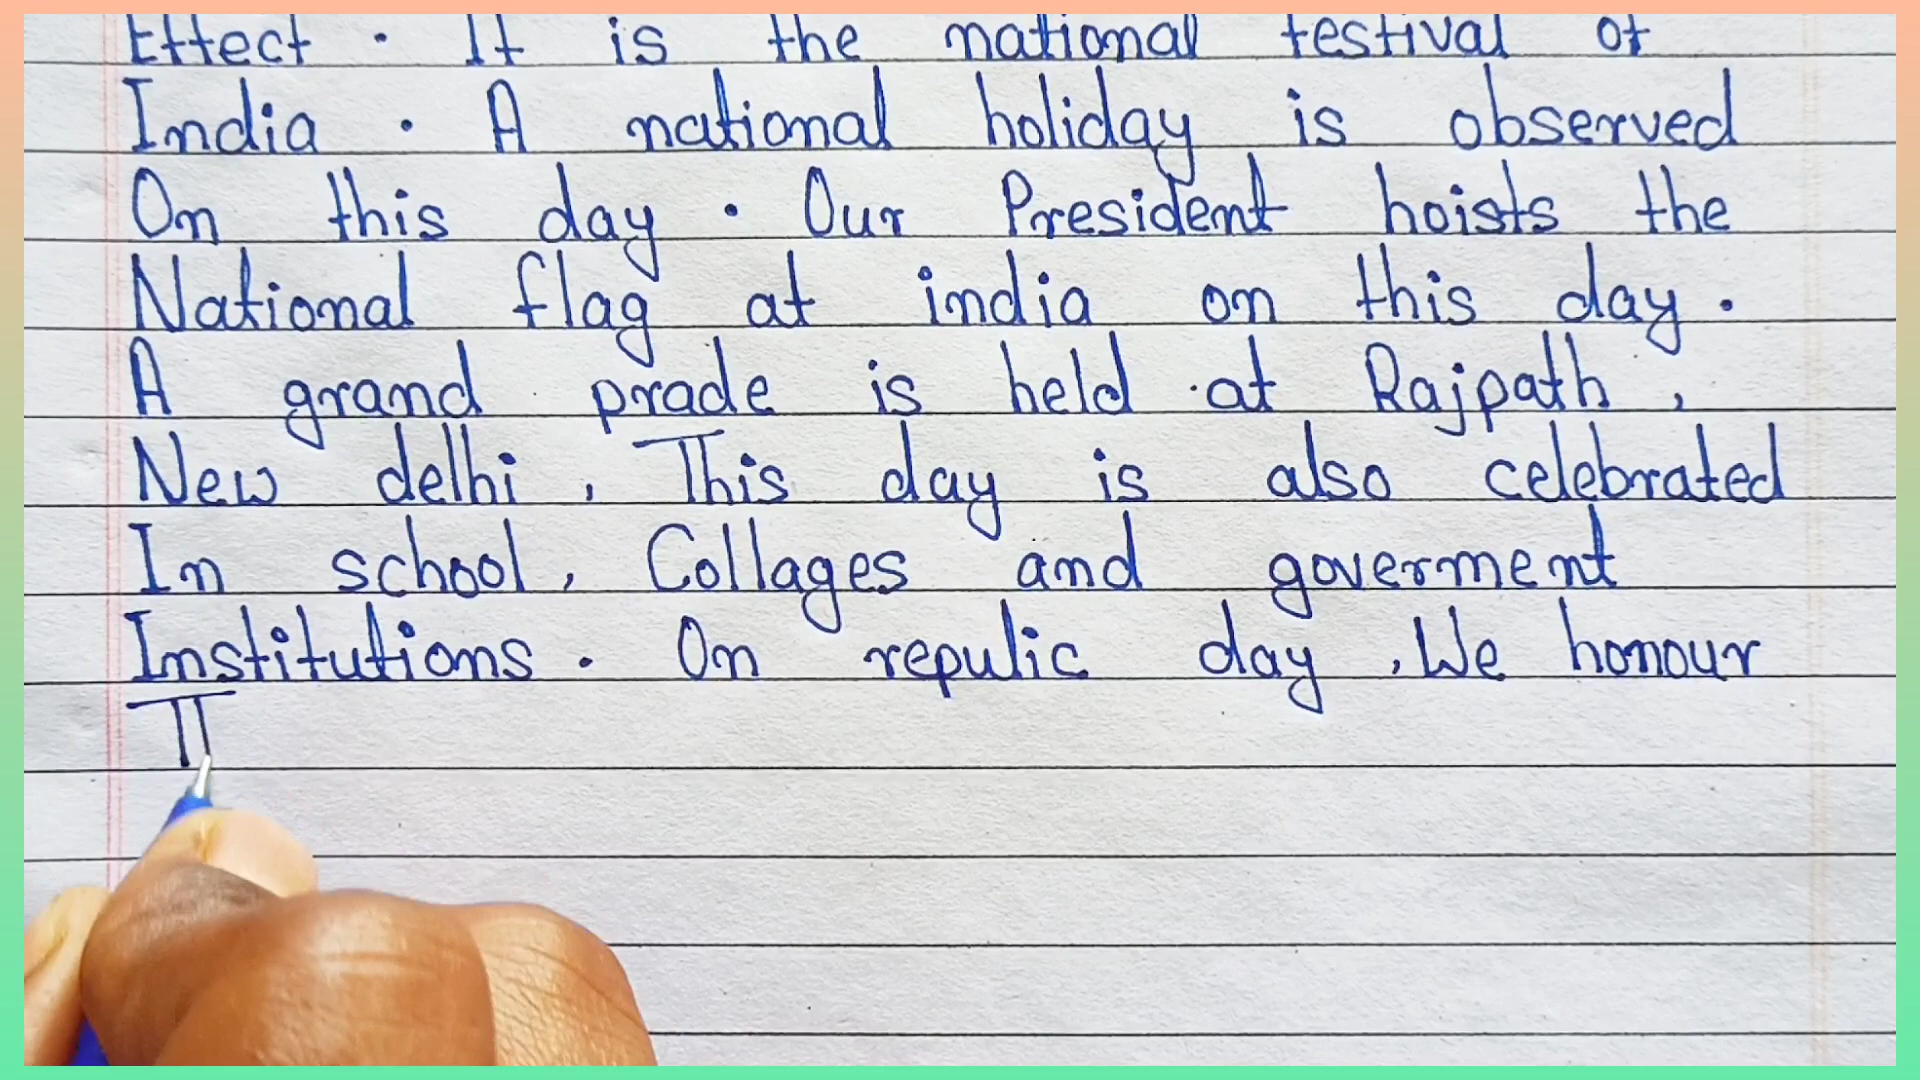 Effect. It is the national festival of
India. A national holiday is observed
On this day. Our President hoists the
National flag at india on this day.
A grand prade is held at Rajpath,
New delhi, This day is also celebrated
In school, Collages and goverment
Institutions. On repulic day, We honour